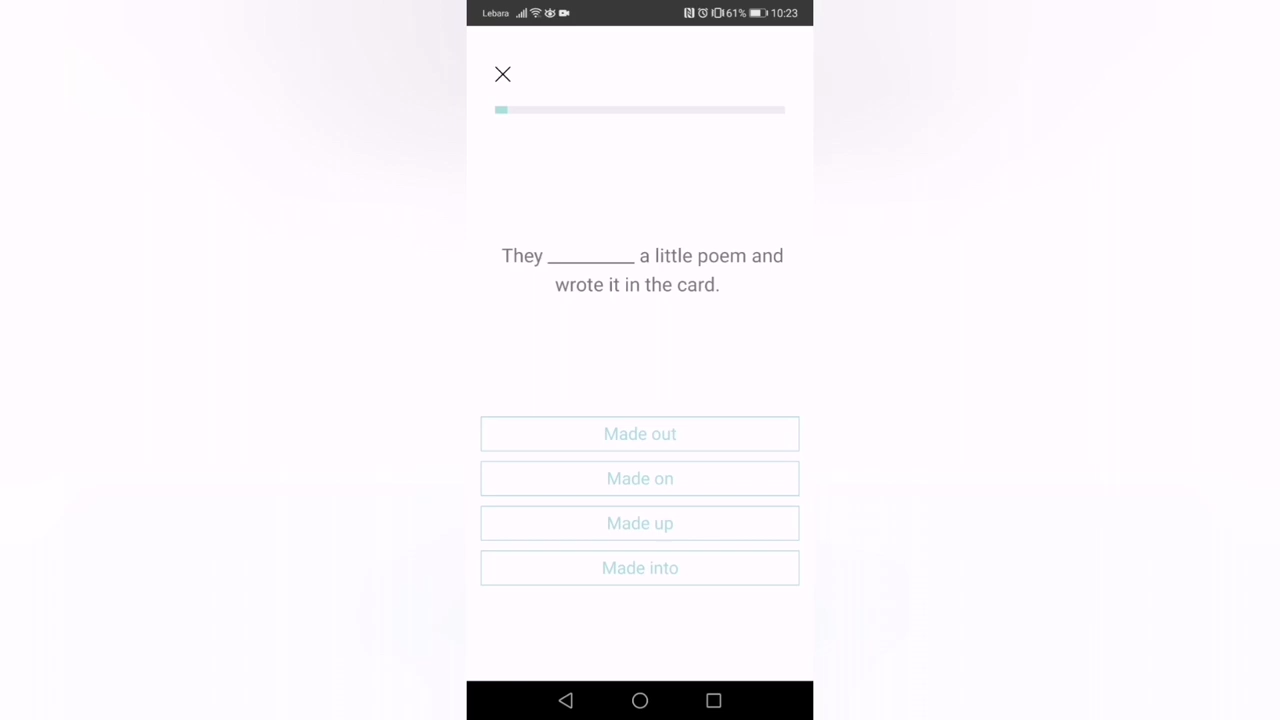 Lebara 61% 10:23
They ________ a little poem and
wrote it in the card.
Made out
Made on
Made up
Made into